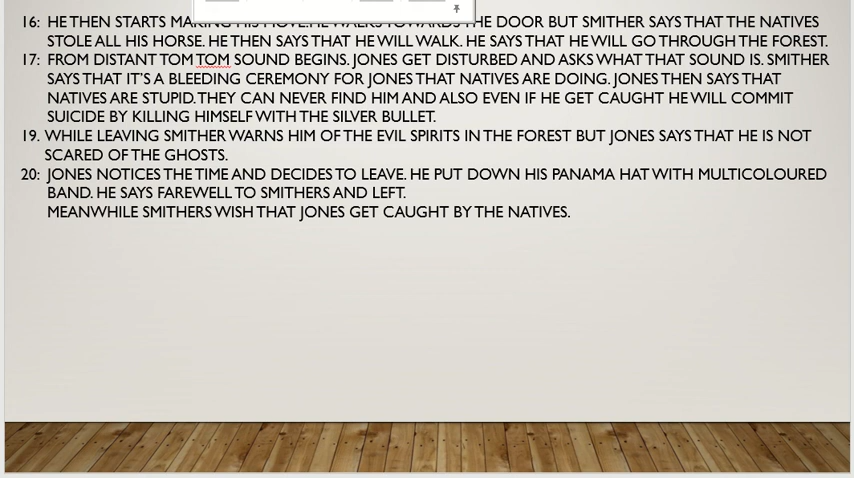 16: HE THEN STARTS MAKING HIS MOVE.HE WALKS TOWARDS THE DOOR BUT SMITHER SAYS THAT THE NATIVES
STOLE ALL HIS HORSE. HE THEN SAYS THAT HE WILL WALK. HE SAYS THAT HE WILL GO THROUGH THE FOREST.
17: FROM DISTANT TOM TOM SOUND BEGINS. JONES GET DISTURBED AND ASKS WHAT THAT SOUND IS. SMITHER
SAYS THAT IT'S A BLEEDING CEREMONY FOR JONES THAT NATIVES ARE DOING. JONES THEN SAYS THAT
NATIVES ARE STUPID. THEY CAN NEVER FIND HIM AND ALSO EVEN IF HE GET CAUGHT HE WILL COMMIT
SUICIDE BY KILLING HIMSELF WITH THE SILVER BULLET.
19. WHILE LEAVING SMITHER WARNS HIM OF THE EVIL SPIRITS IN THE FOREST BUT JONES SAYS THAT HE IS NOT
SCARED OF THE GHOSTS.
20: JONES NOTICES THE TIME AND DECIDES TO LEAVE. HE PUT DOWN HIS PANAMA HAT WITH MULTICOLOURED
BAND. HE SAYS FAREWELL TO SMITHERS AND LEFT.
MEANWHILE SMITHERS WISH THAT JONES GET CAUGHT BY THE NATIVES.